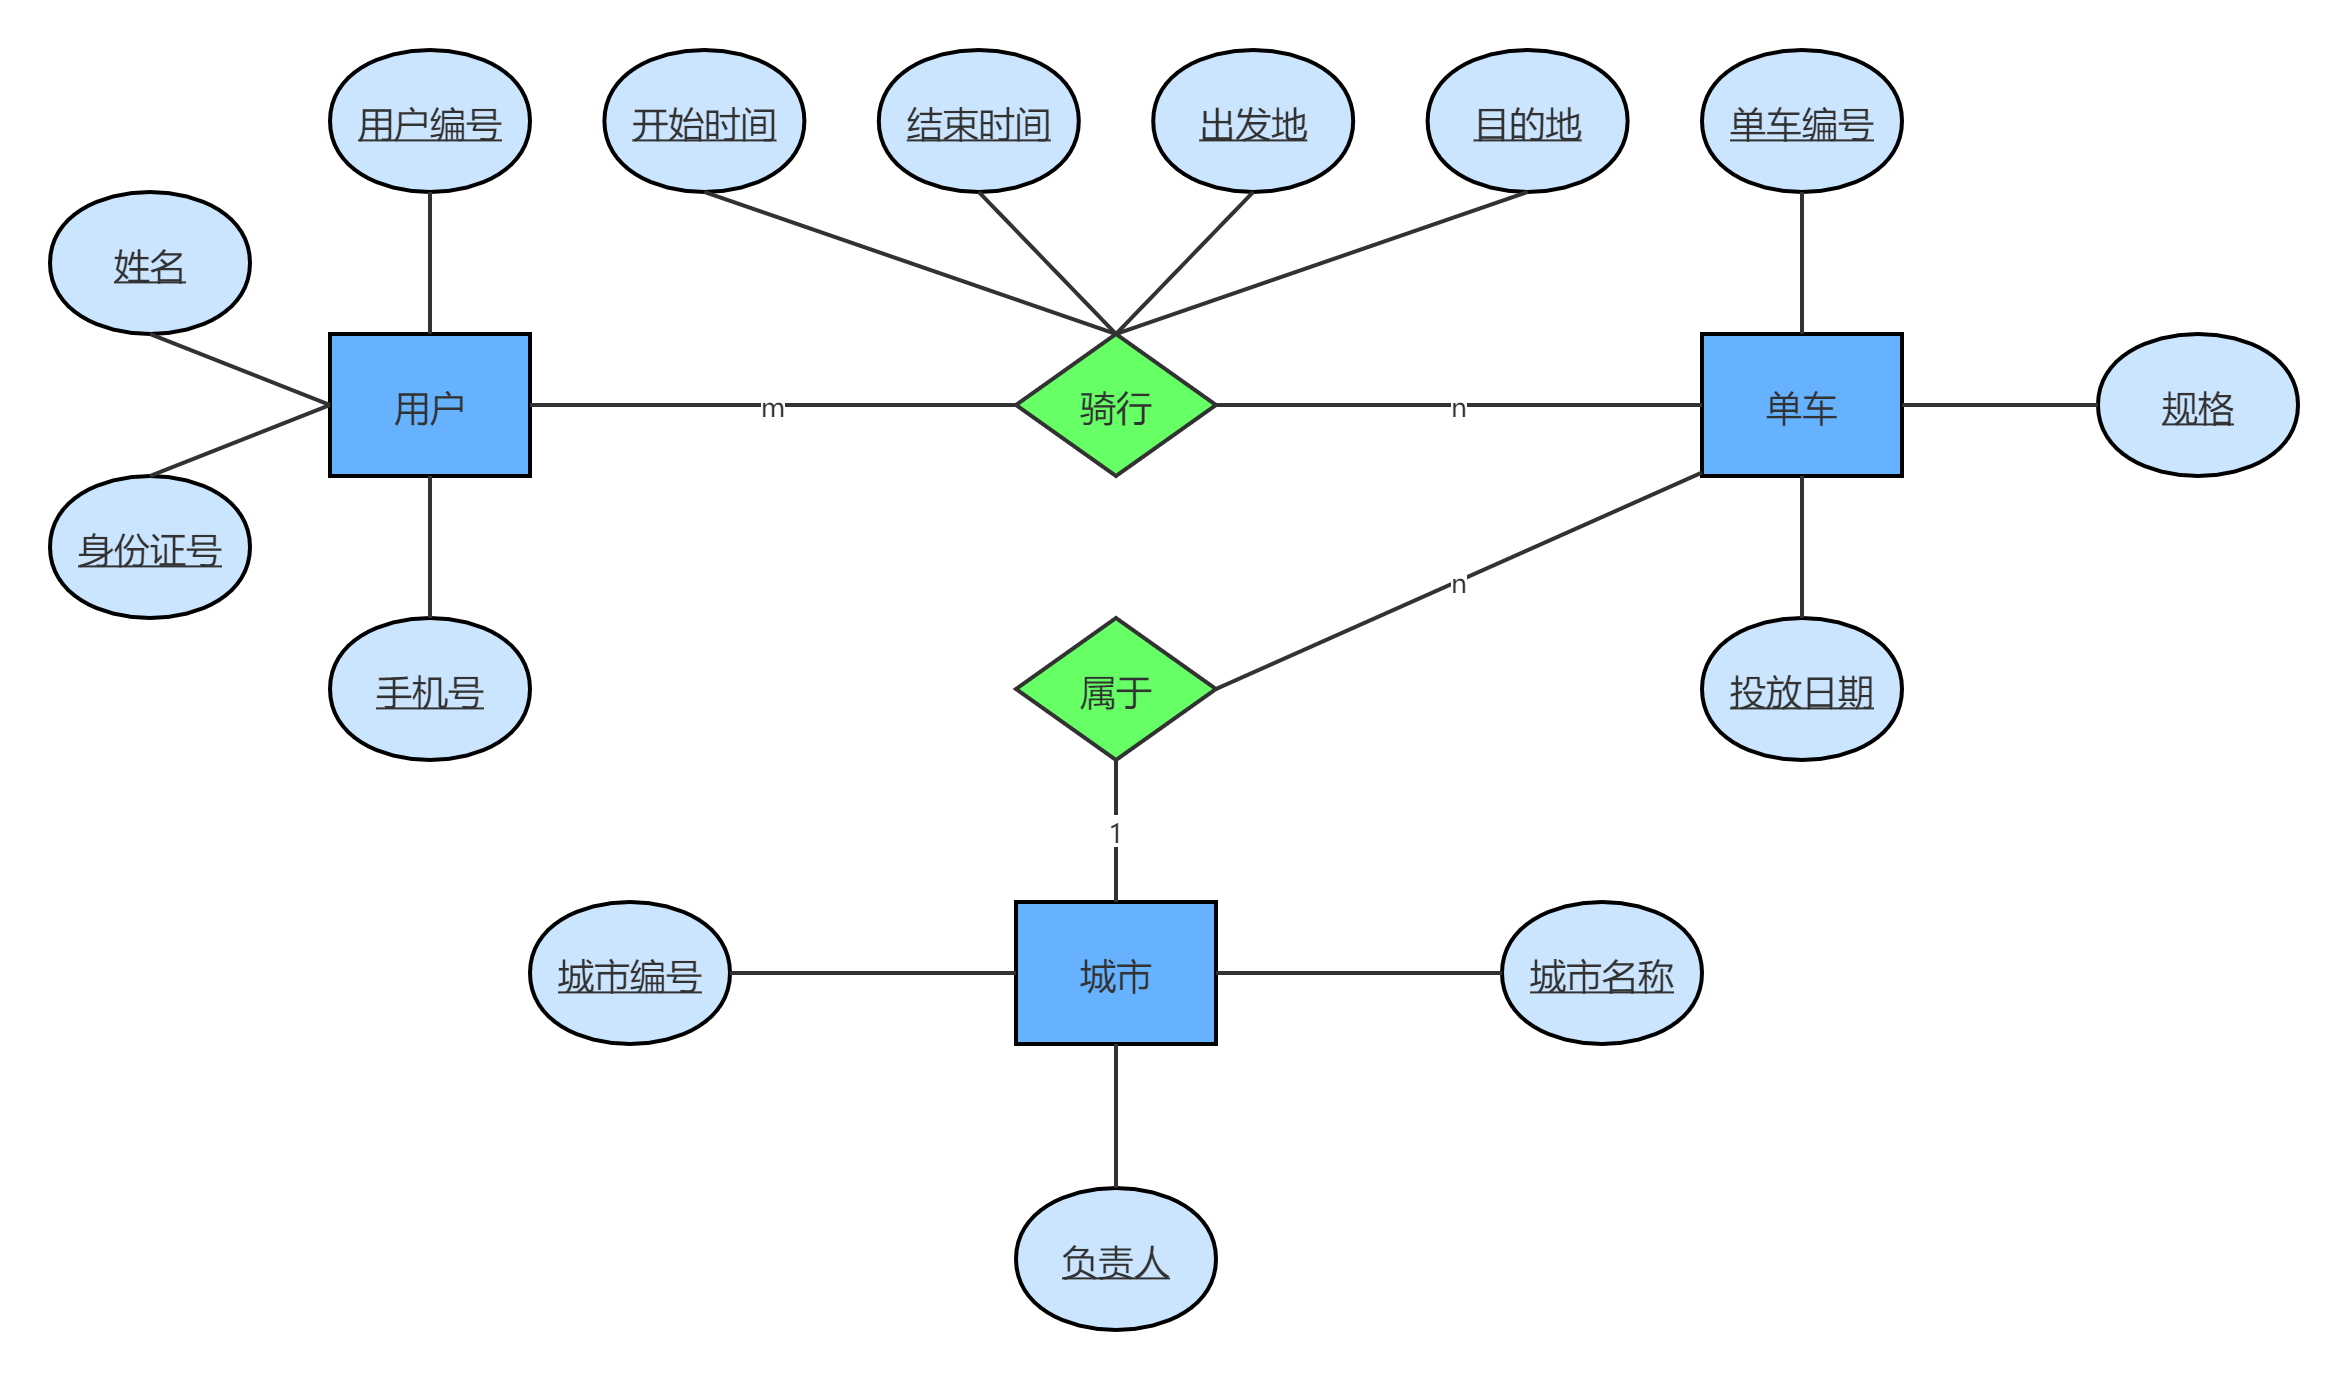 用户编号
开始时间
结束时间
出发地
目的地
单车编号
姓名
用户
m
骑行
n
单车
规格
身份证号
n
手机号
属于
投放日期
1
城市编号
城市
城市名称
负责人